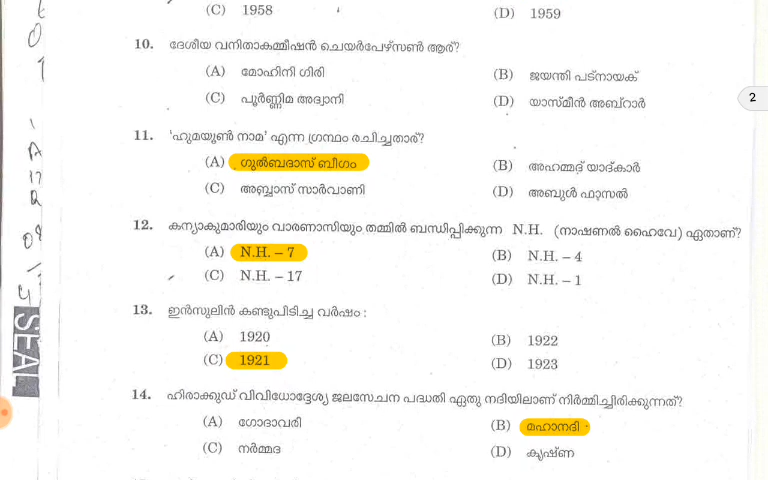 (C) 1958 (D) 1959
10. ദേശീയ വനിതാകമ്മീഷൻ ചെയർപേഴ്സൺ ആര്?
(A) മോഹിനി ഗിരി (B) ജയന്തി പട്നായക്
(C) പൂർണ്ണിമ അദ്വാനി (D) യാസ്മീൻ അബ്റാർ
2
11. 'ഹുമയൂൺ നാമ' എന്ന ഗ്രന്ഥം രചിച്ചതാര്?
(A) ഗുൽബദാസ് ബീഗം (B) അഹമ്മദ് യാദ്കാർ
(C) അബ്ബാസ് സാർവാണി (D) അബുൾ ഫാസൽ
12. കന്യാകുമാരിയും വാരണാസിയും തമ്മിൽ ബന്ധിപ്പിക്കുന്ന N.H. (നാഷണൽ ഹൈവേ) ഏതാണ്?
(A) N.H. – 7 (B) N.H. – 4
(C) N.H. – 17 (D) N.H. – 1
13. ഇൻസുലിൻ കണ്ടുപിടിച്ച വർഷം :
(A) 1920 (B) 1922
(C) 1921 (D) 1923
14. ഹിരാക്കുഡ് വിവിധോദ്ദേശ്യ ജലസേചന പദ്ധതി ഏതു നദിയിലാണ് നിർമ്മിച്ചിരിക്കുന്നത്?
(A) ഗോദാവരി (B) മഹാനദി
(C) നർമ്മദ (D) കൃഷ്ണ
SEAL